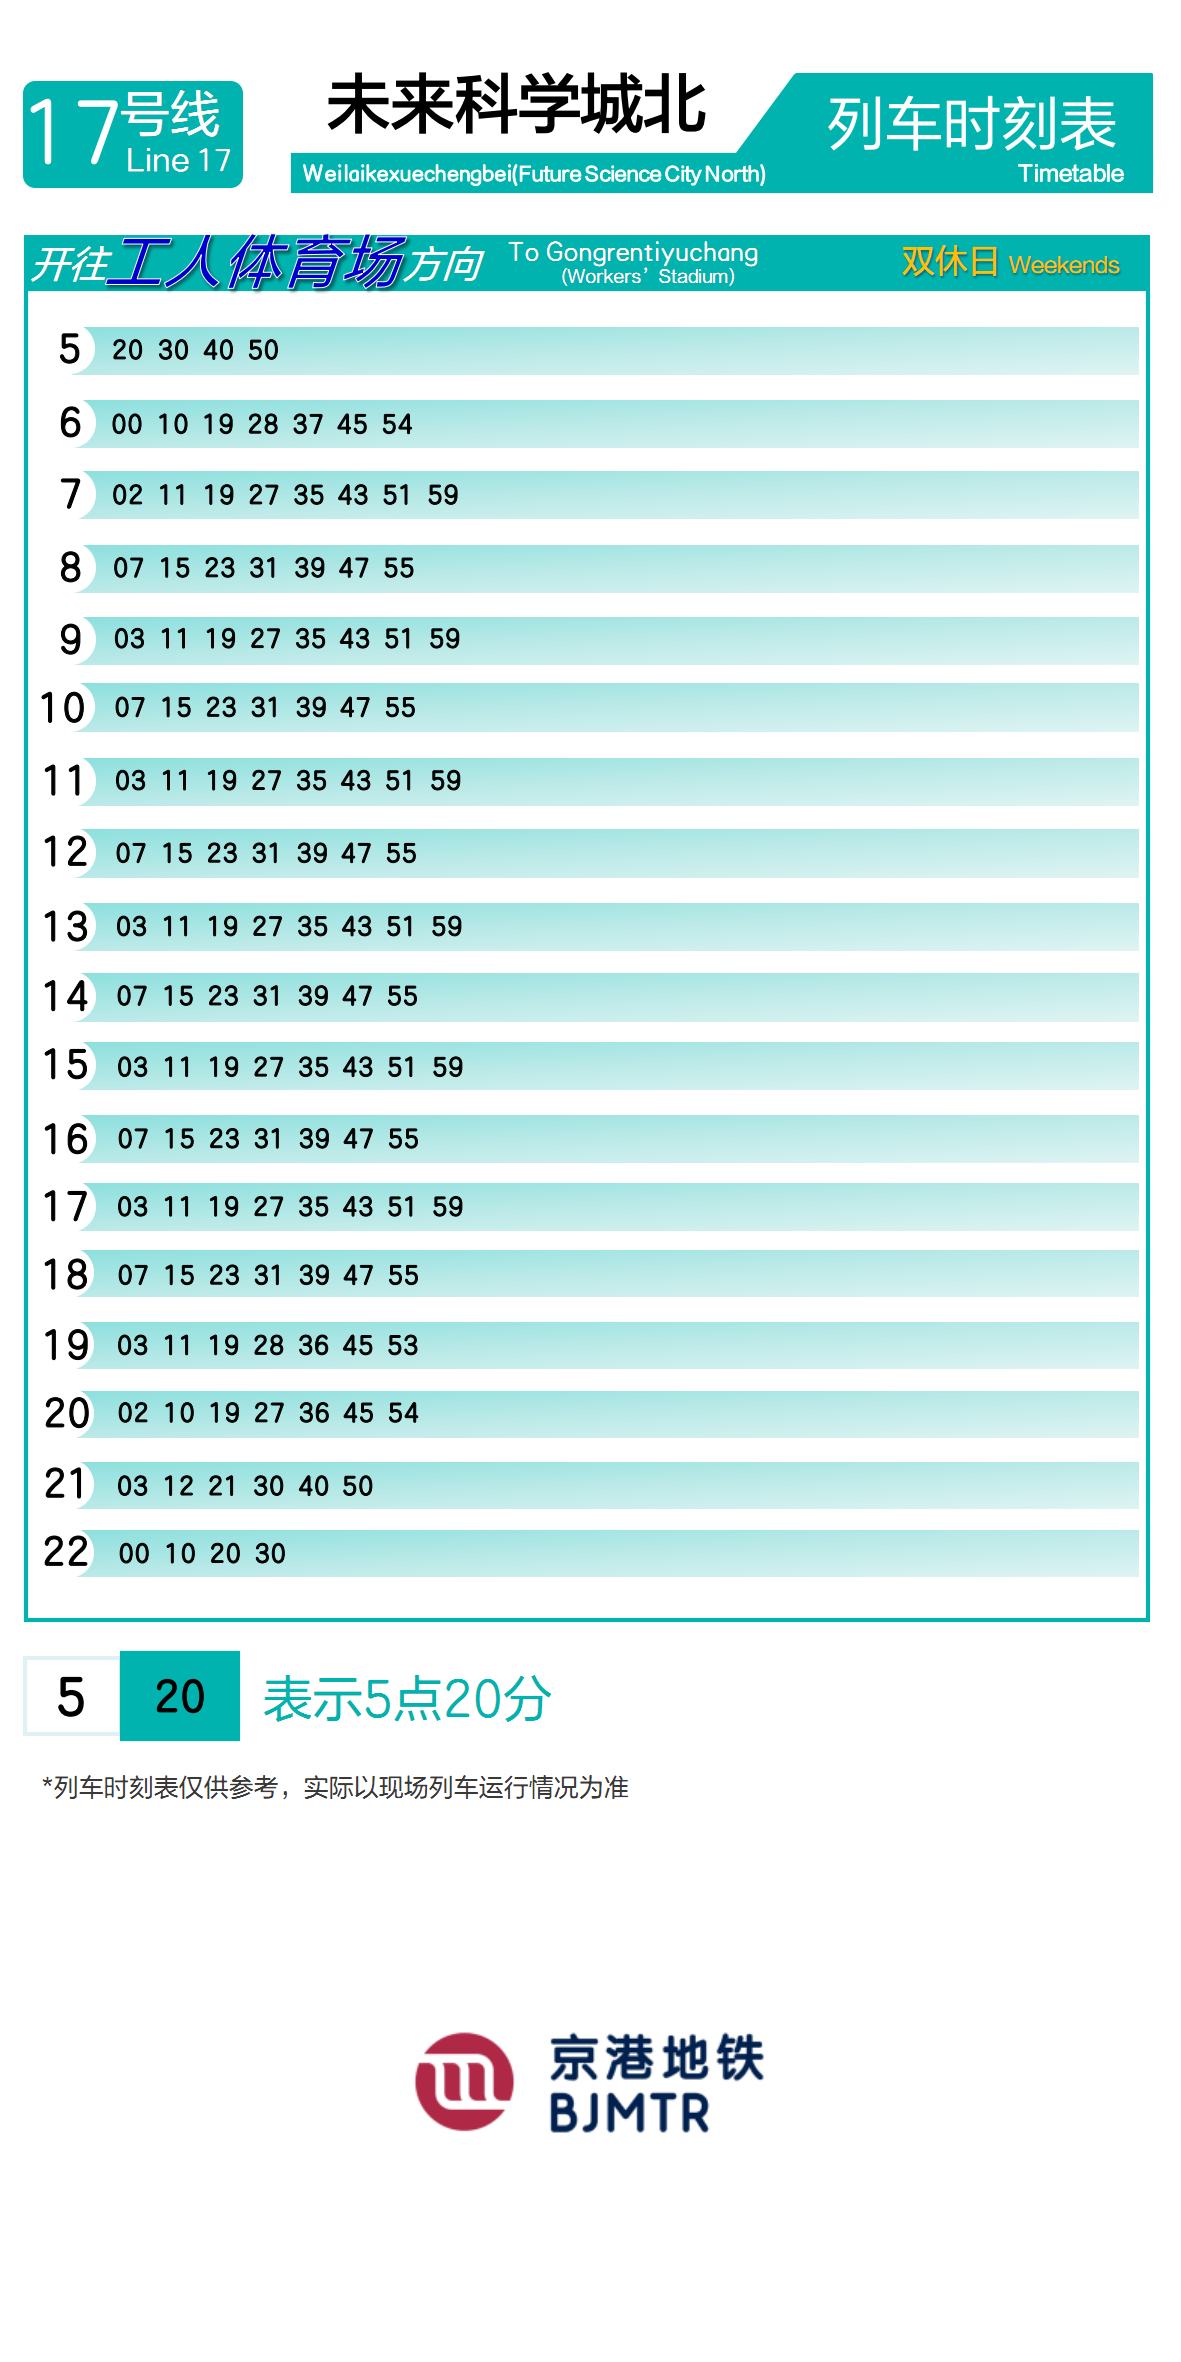 17号线
Line 17
未来科学城北
Weilaikexuechengbei(Future Science City North)
列车时刻表
Timetable
开往工人体育场方向
To Gongrentiyuchang
(Workers’ Stadium)
双休日 Weekends
5 20 30 40 50
6 00 10 19 28 37 45 54
7 02 11 19 27 35 43 51 59
8 07 15 23 31 39 47 55
9 03 11 19 27 35 43 51 59
10 07 15 23 31 39 47 55
11 03 11 19 27 35 43 51 59
12 07 15 23 31 39 47 55
13 03 11 19 27 35 43 51 59
14 07 15 23 31 39 47 55
15 03 11 19 27 35 43 51 59
16 07 15 23 31 39 47 55
17 03 11 19 27 35 43 51 59
18 07 15 23 31 39 47 55
19 03 11 19 28 36 45 53
20 02 10 19 27 36 45 54
21 03 12 21 30 40 50
22 00 10 20 30
5 20 表示5点20分
*列车时刻表仅供参考，实际以现场列车运行情况为准
京港地铁
BJMTR